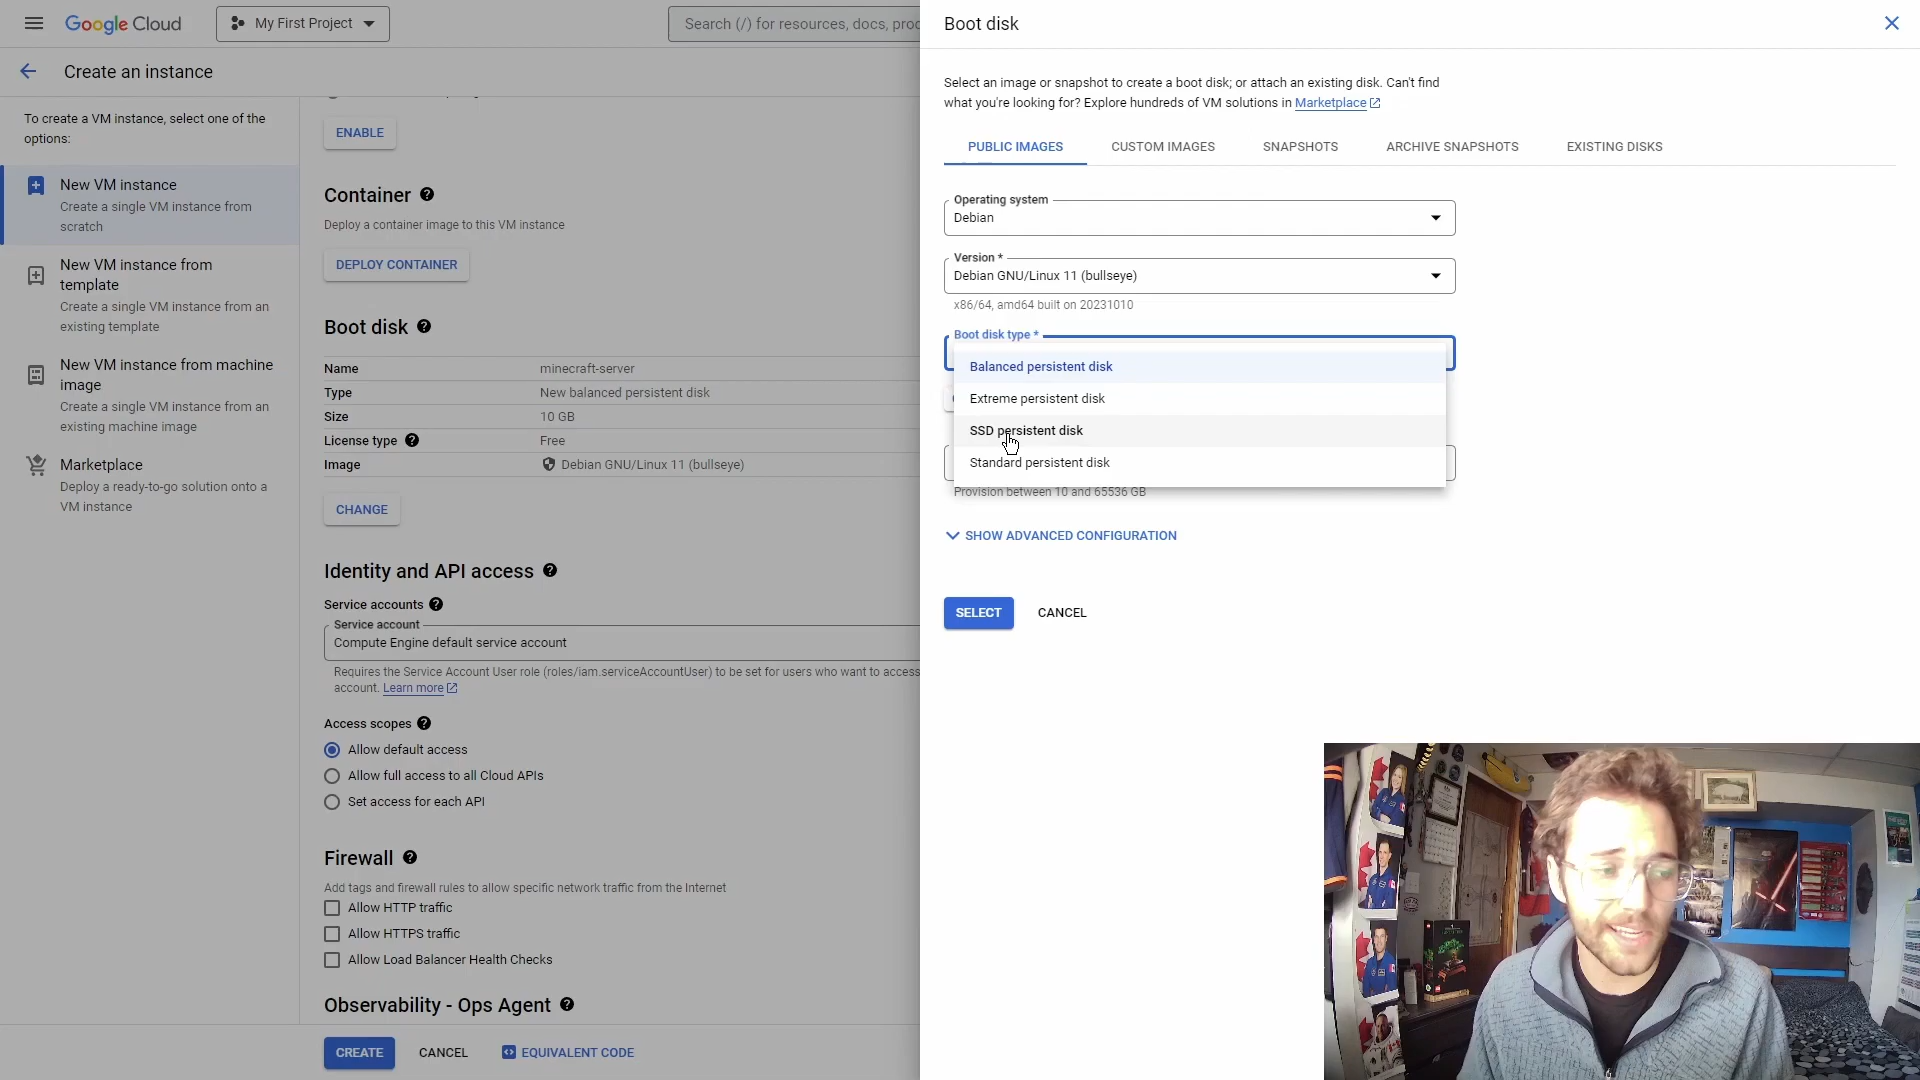 Google Cloud
My First Project
Search (/) for resources, docs, proc
Create an instance
To create a VM instance, select one of the
options:
New VM instance
Create a single VM instance from
scratch
New VM instance from
template
Create a single VM instance from an
existing template
New VM instance from machine
image
Create a single VM instance from an
existing machine image
Marketplace
Deploy a ready-to-go solution onto a
VM instance
ENABLE
Container
Deploy a container image to this VM instance
DEPLOY CONTAINER
Boot disk
Name minecraft-server
Type New balanced persistent disk
Size 10 GB
License type Free
Image Debian GNU/Linux 11 (bullseye)
CHANGE
Identity and API access
Service accounts
Service account
Compute Engine default service account
Requires the Service Account User role (roles/iam.serviceAccountUser) to be set for users who want to access
account. Learn more
Access scopes
Allow default access
Allow full access to all Cloud APIs
Set access for each API
Firewall
Add tags and firewall rules to allow specific network traffic from the Internet
Allow HTTP traffic
Allow HTTPS traffic
Allow Load Balancer Health Checks
Observability - Ops Agent
CREATE CANCEL EQUIVALENT CODE
Boot disk
Select an image or snapshot to create a boot disk; or attach an existing disk. Can't find
what you're looking for? Explore hundreds of VM solutions in Marketplace
PUBLIC IMAGES CUSTOM IMAGES SNAPSHOTS ARCHIVE SNAPSHOTS EXISTING DISKS
Operating system
Debian
Version *
Debian GNU/Linux 11 (bullseye)
x86/64, amd64 built on 20231010
Boot disk type *
Balanced persistent disk
Extreme persistent disk
SSD persistent disk
Standard persistent disk
Provision between 10 and 65536 GB
SHOW ADVANCED CONFIGURATION
SELECT CANCEL